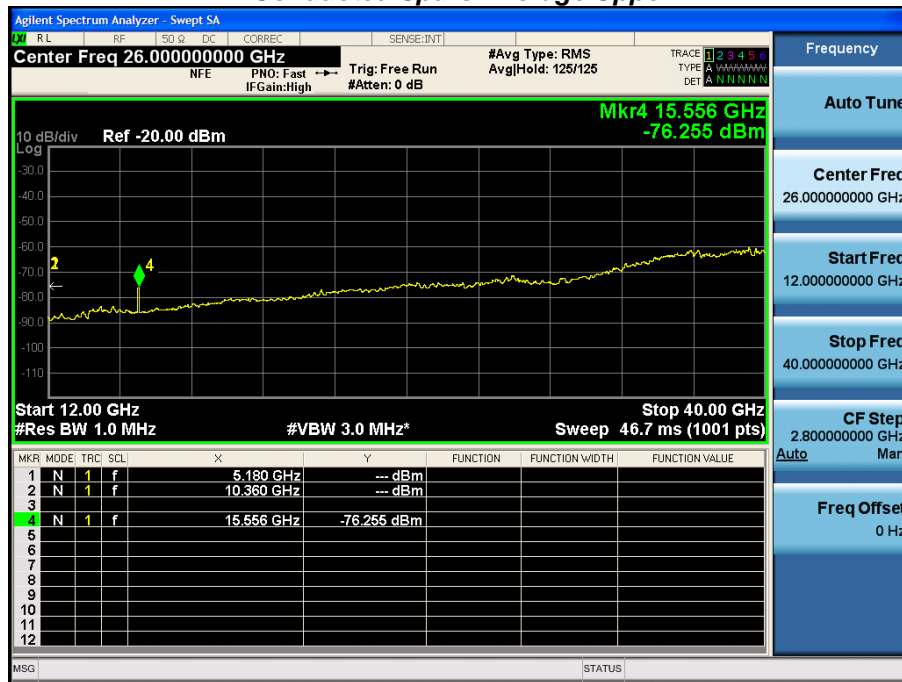 Agilent Spectrum Analyzer - Swept SA
LXI RL RF 50 Ω DC CORREC SENSE:INT
Center Freq 26.000000000 GHz
NFE PNO: Fast Trig: Free Run
IFGain:High #Atten: 0 dB
#Avg Type: RMS
Avg|Hold: 125/125
TRACE 1 2 3 4 5 6
TYPE A WWWWW
DET A N N N N N
Mkr4 15.556 GHz
-76.255 dBm
10 dB/div Ref -20.00 dBm
Log
-30.0
-40.0
-50.0
-60.0
-70.0
-80.0
-90.0
-100
-110
2
4
Start 12.00 GHz Stop 40.00 GHz
#Res BW 1.0 MHz #VBW 3.0 MHz* Sweep 46.7 ms (1001 pts)
MKR MODE TRC SCL X Y FUNCTION FUNCTION WIDTH FUNCTION VALUE
1 N 1 f 5.180 GHz --- dBm
2 N 1 f 10.360 GHz --- dBm
3
4 N 1 f 15.556 GHz -76.255 dBm
5
6
7
8
9
10
11
12
MSG STATUS
Frequency
Auto Tune
Center Freq
26.000000000 GHz
Start Freq
12.000000000 GHz
Stop Freq
40.000000000 GHz
CF Step
2.800000000 GHz
Auto Man
Freq Offset
0 Hz